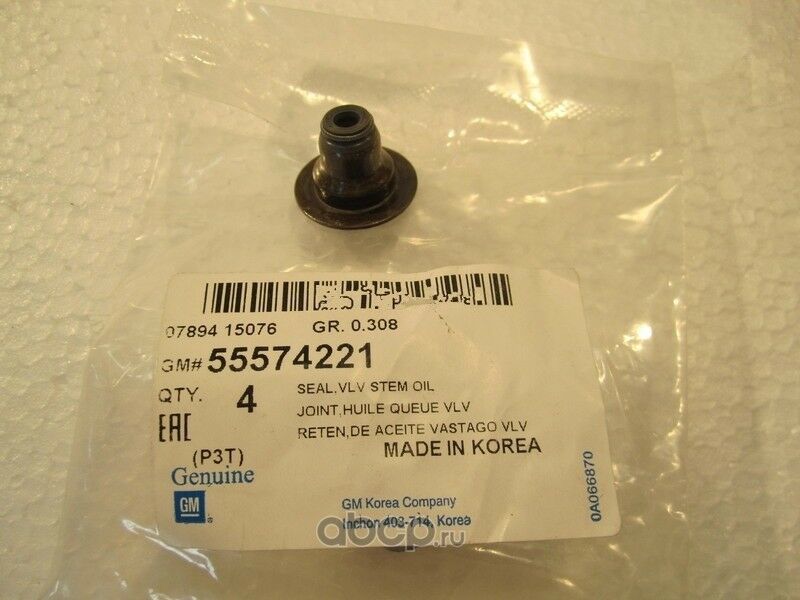 07894 15076 GR. 0.308
GM# 55574221
QTY. 4
SEAL,VLV STEM OIL
JOINT,HUILE QUEUE VLV
RETEN,DE ACEITE VASTAGO VLV
EAC
(P3T)
MADE IN KOREA
Genuine
GM
GM Korea Company
Inchon 403-714, Korea
0A066870
abcp.ru